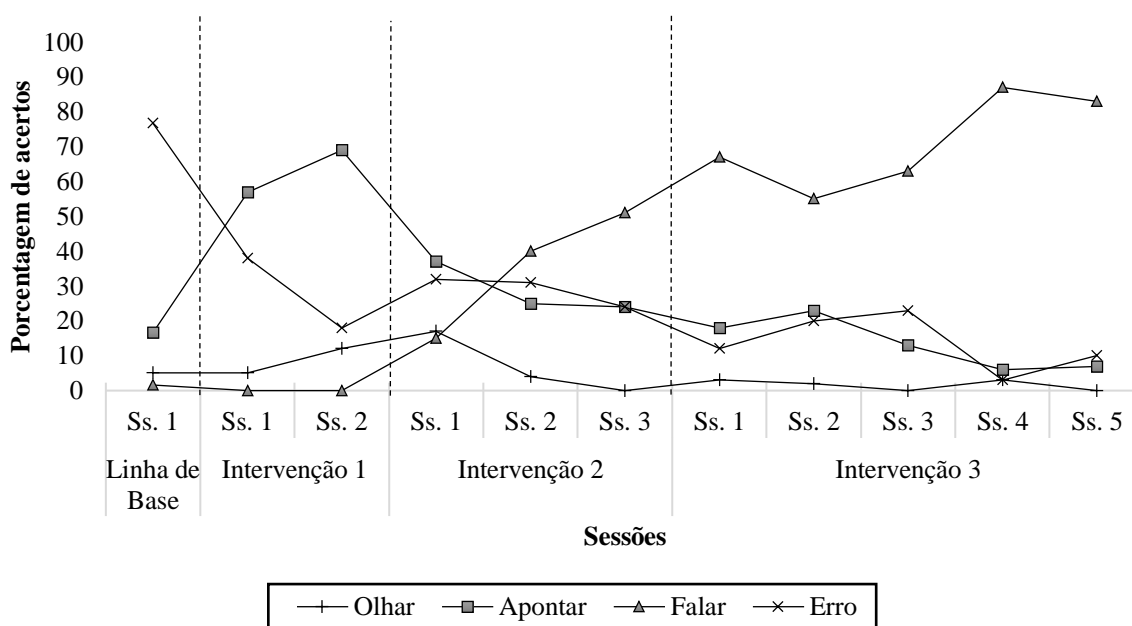 Porcentagem de acertos
100
90
80
70
60
50
40
30
20
10
0
Ss. 1 Ss. 1 Ss. 2 Ss. 1 Ss. 2 Ss. 3 Ss. 1 Ss. 2 Ss. 3 Ss. 4 Ss. 5
Linha de Base Intervenção 1 Intervenção 2 Intervenção 3
Sessões
Olhar Apontar Falar Erro